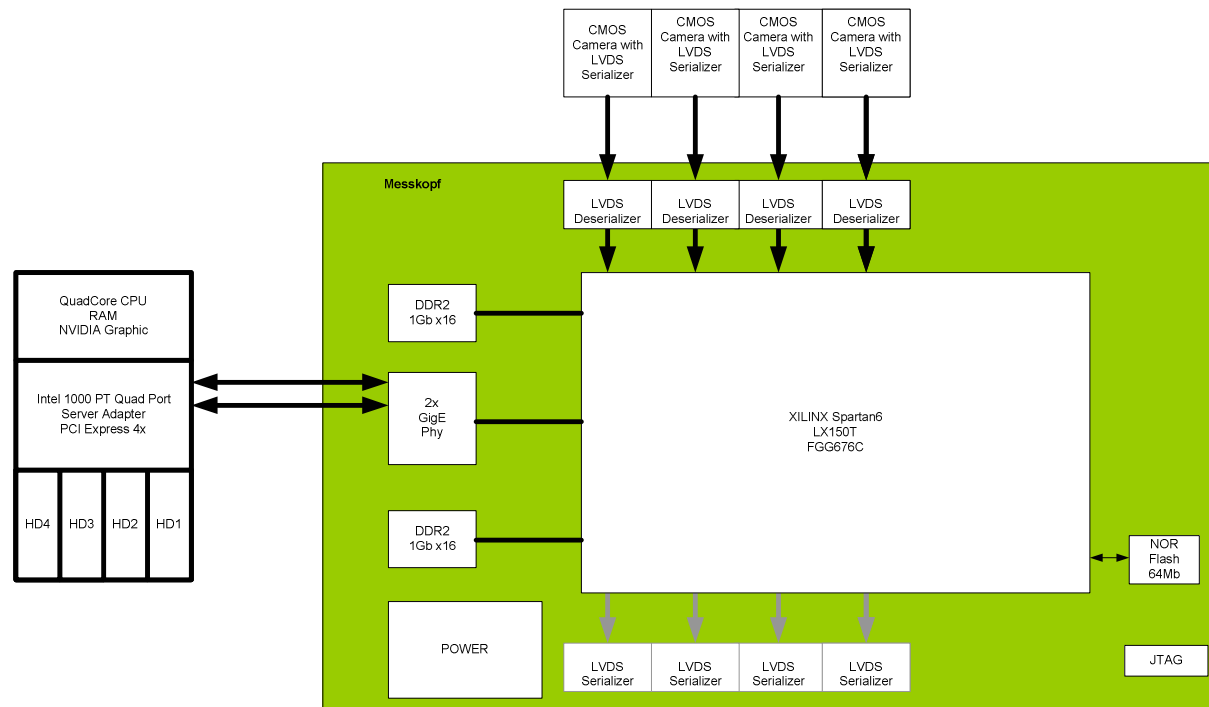 CMOS
Camera with
LVDS
Serializer
CMOS
Camera with
LVDS
Serializer
CMOS
Camera with
LVDS
Serializer
CMOS
Camera with
LVDS
Serializer
Messkopf
LVDS
Deserializer
LVDS
Deserializer
LVDS
Deserializer
LVDS
Deserializer
QuadCore CPU
RAM
NVIDIA Graphic
Intel 1000 PT Quad Port
Server Adapter
PCI Express 4x
HD4
HD3
HD2
HD1
DDR2
1Gb x16
2x
GigE
Phy
DDR2
1Gb x16
XILINX Spartan6
LX150T
FGG676C
NOR
Flash
64Mb
POWER
LVDS
Serializer
LVDS
Serializer
LVDS
Serializer
LVDS
Serializer
JTAG